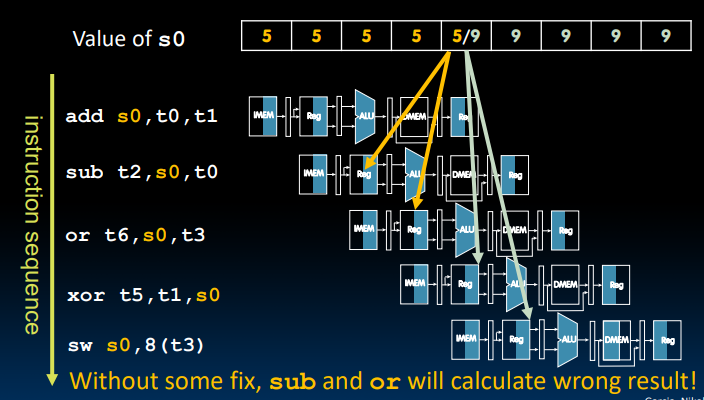 Value of s0 5 5 5 5 5/9 9 9 9 9
instruction sequence
add s0,t0,t1 IMEM Reg ALU DMEM Reg
sub t2,s0,t0 IMEM Reg ALU DMEM Reg
or t6,s0,t3 IMEM Reg ALU DMEM Reg
xor t5,t1,s0 IMEM Reg ALU DMEM Reg
sw s0,8(t3) IMEM Reg ALU DMEM Reg
Without some fix, sub and or will calculate wrong result!